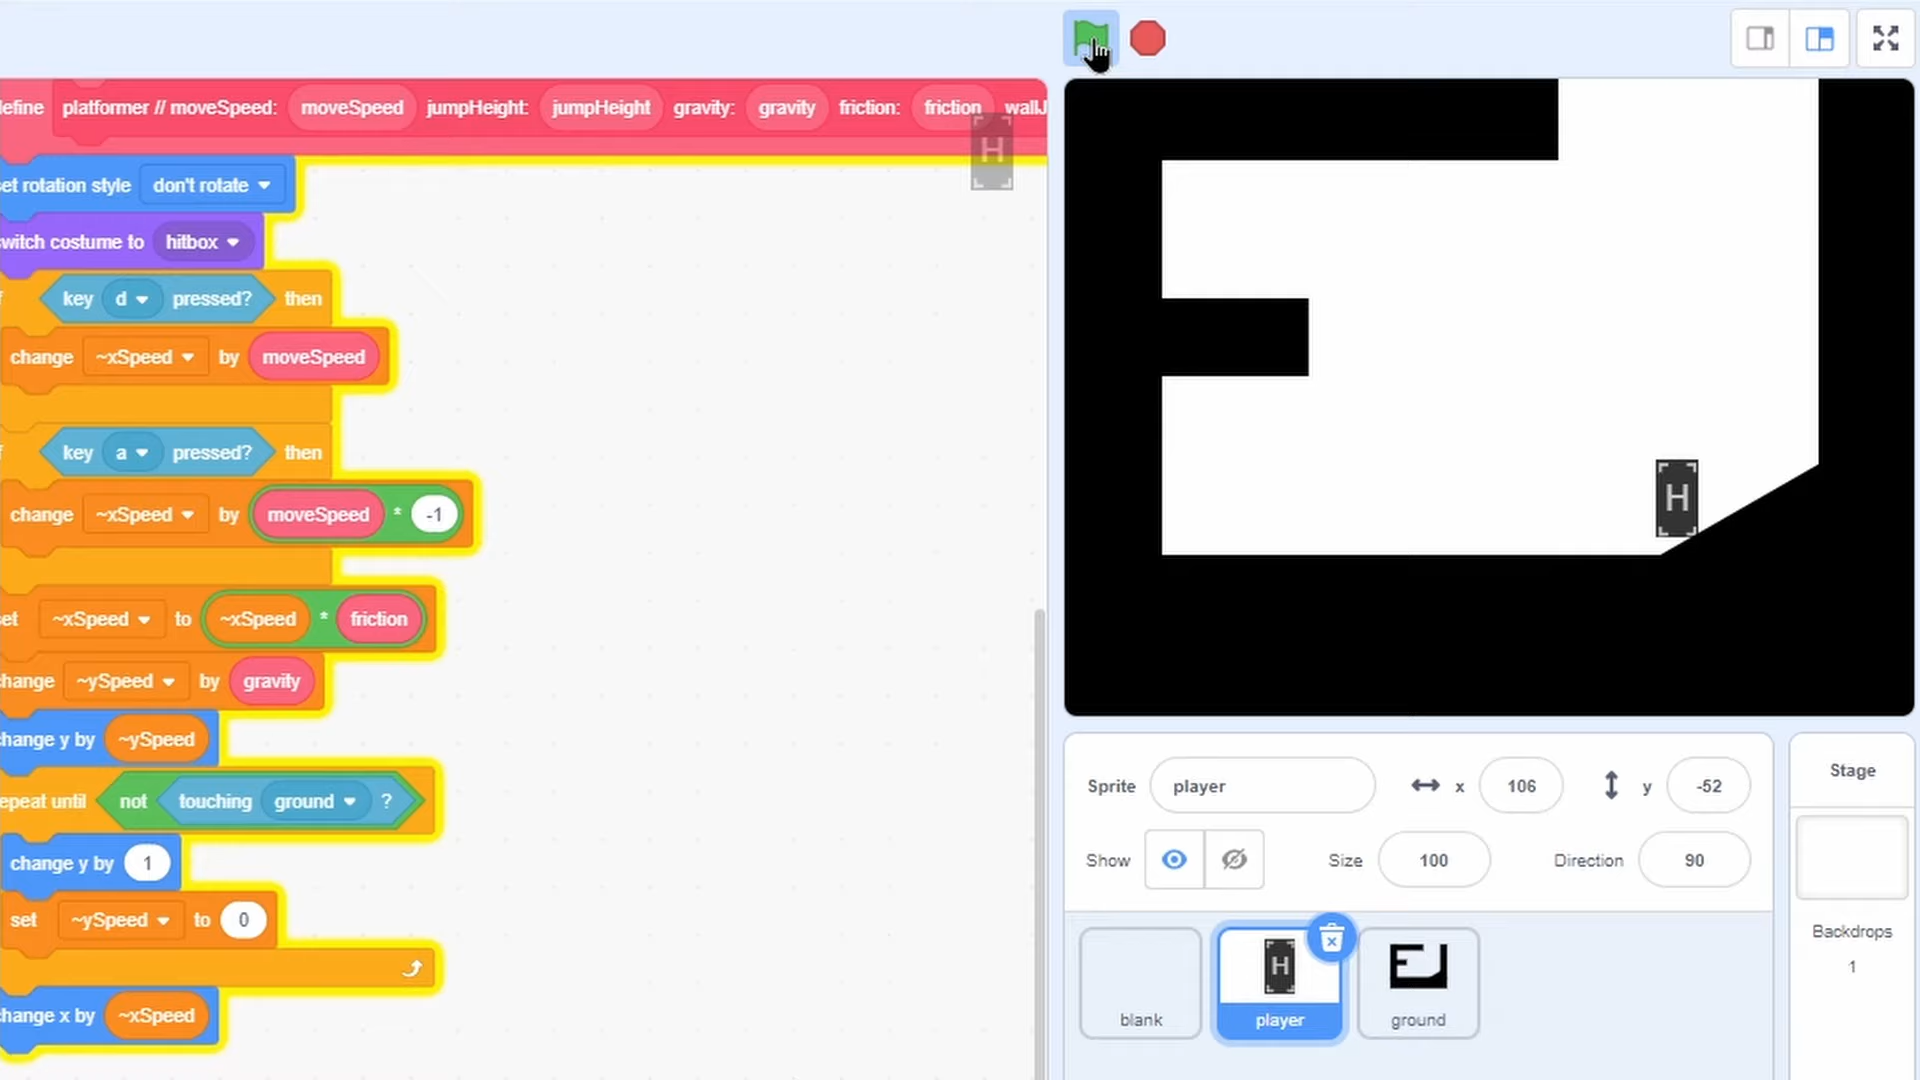 efine platformer // moveSpeed: moveSpeed jumpHeight: jumpHeight gravity: gravity friction: friction wallJ
H
et rotation style don't rotate
witch costume to hitbox
f key d pressed? then
change ~xSpeed by moveSpeed
f key a pressed? then
change ~xSpeed by moveSpeed * -1
et ~xSpeed to ~xSpeed * friction
hange ~ySpeed by gravity
hange y by ~ySpeed
epeat until not touching ground ?
change y by 1
set ~ySpeed to 0
hange x by ~xSpeed
H
Sprite player x 106 y -52
Show Size 100 Direction 90
H
blank player ground
Stage
Backdrops
1